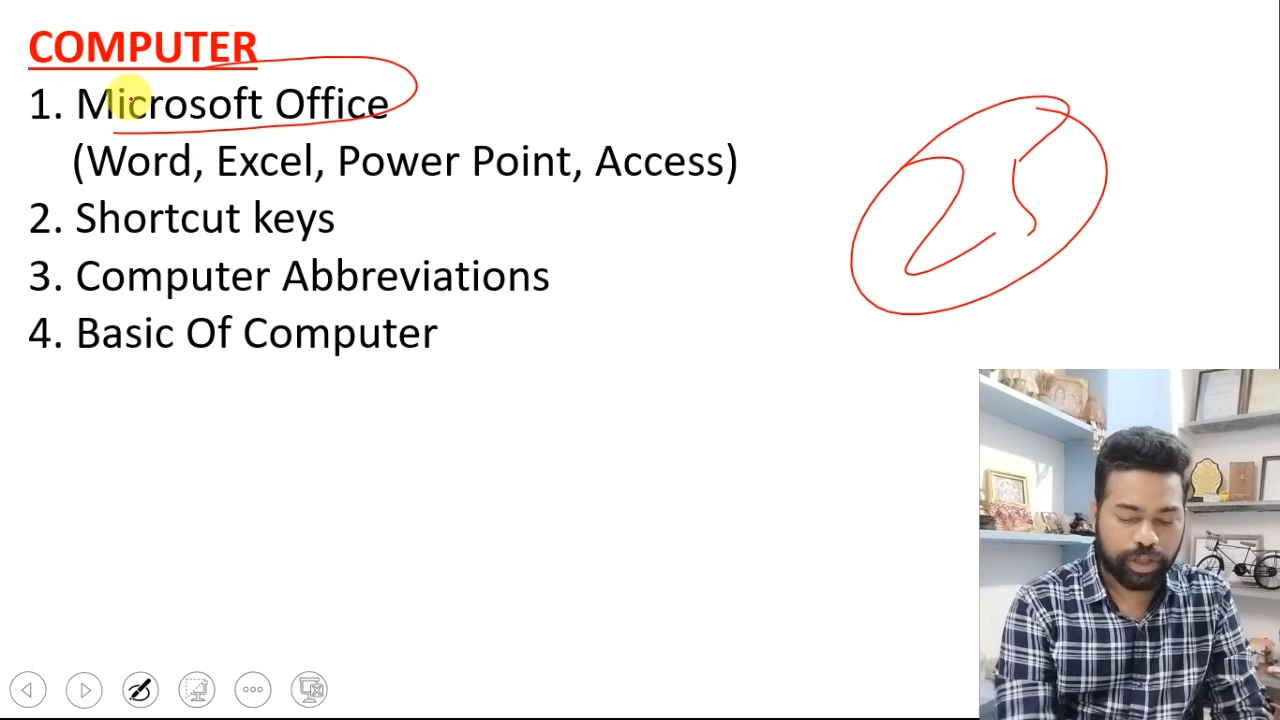 COMPUTER
1. Microsoft Office
(Word, Excel, Power Point, Access)
2. Shortcut keys
3. Computer Abbreviations
4. Basic Of Computer
25